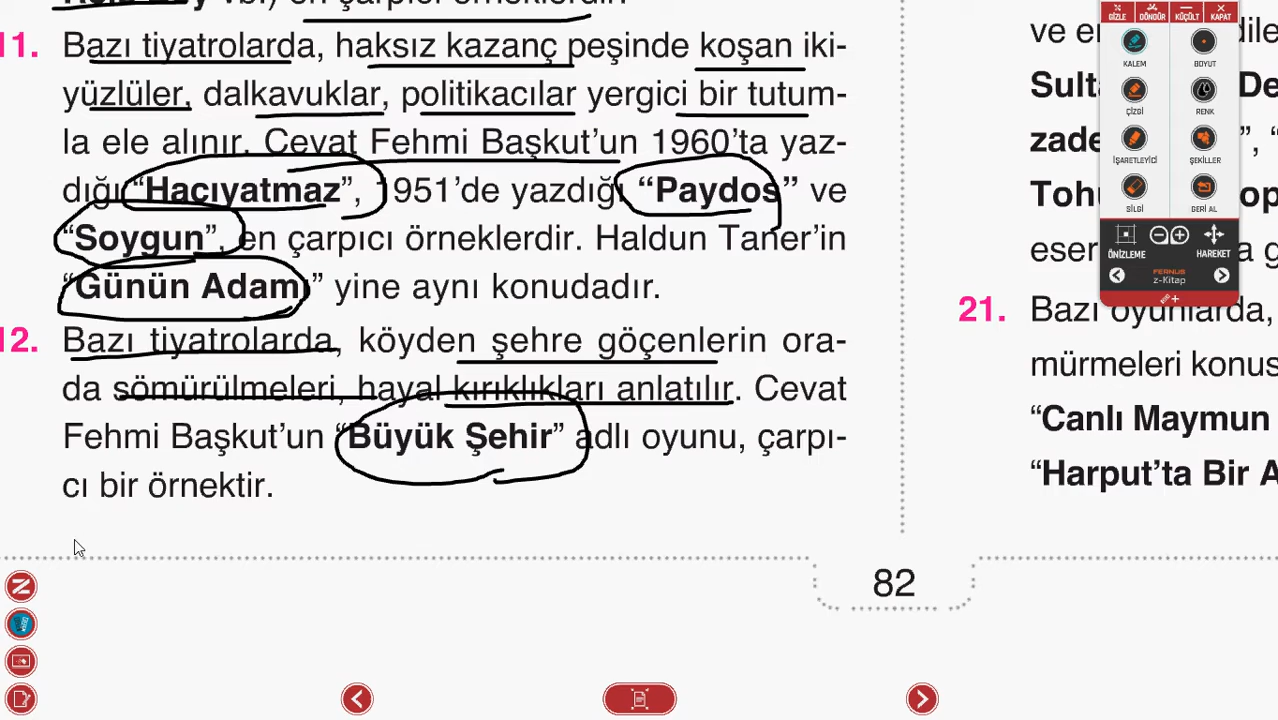 11. Bazı tiyatrolarda, haksız kazanç peşinde koşan iki-
yüzlüler, dalkavuklar, politikacılar yergici bir tutum-
la ele alınır. Cevat Fehmi Başkut’un 1960’ta yaz-
dığı “Hacıyatmaz”, 1951’de yazdığı “Paydos” ve
“Soygun”, en çarpıcı örneklerdir. Haldun Taner’in
“Günün Adamı” yine aynı konudadır.
12. Bazı tiyatrolarda, köyden şehre göçenlerin ora-
da sömürülmeleri, hayal kırıklıkları anlatılır. Cevat
Fehmi Başkut’un “Büyük Şehir” adlı oyunu, çarpı-
cı bir örnektir.
82
21. Bazı oyunlarda,
mürmeleri konus
“Canlı Maymun
“Harput’ta Bir A
GİZLE DÖNDÜR KÜÇÜLT KAPAT
KALEM BOYUT
ÇİZGİ RENK
İŞARETLEYİCİ ŞEKİLLER
SİLGİ GERİ AL
ÖNİZLEME HAREKET
FERNUS
z-Kitap